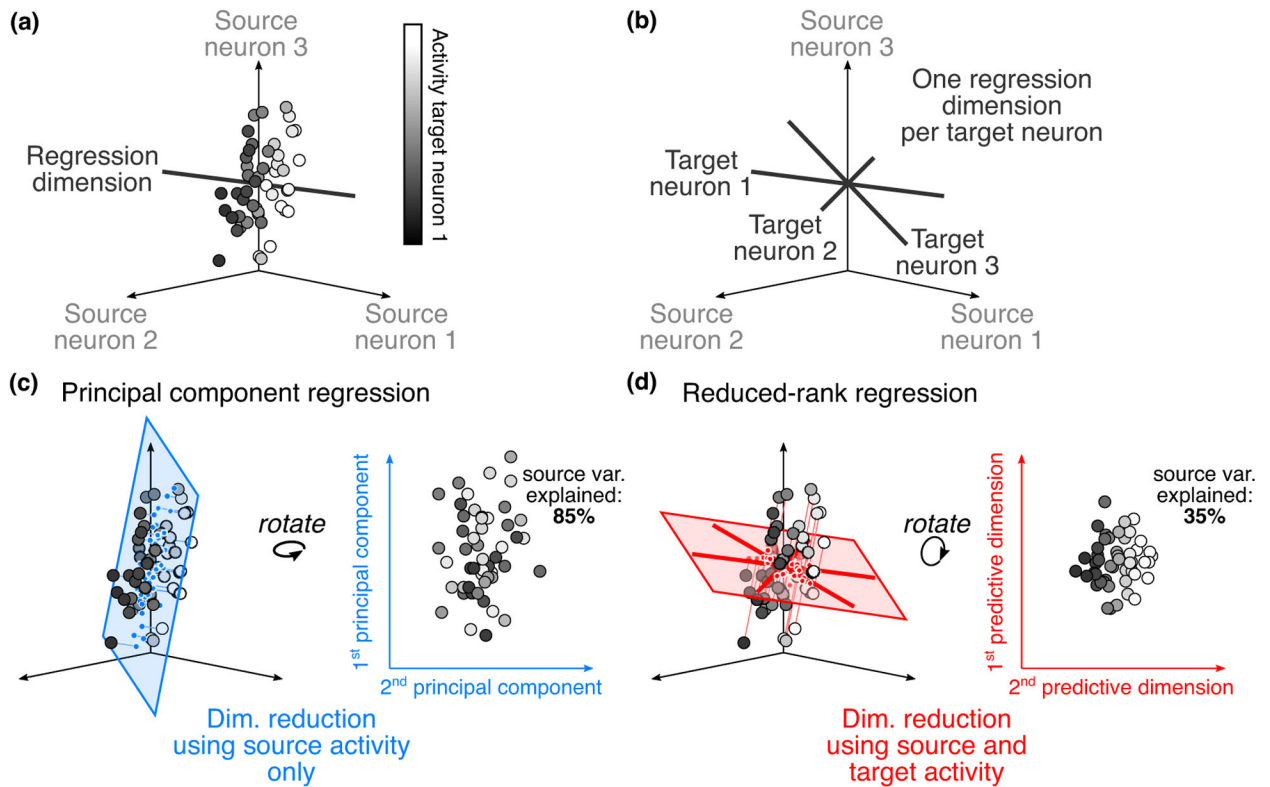 (a)
Source
neuron 3
Activity target neuron 1
Regression
dimension
Source
neuron 2
Source
neuron 1
(b)
Source
neuron 3
One regression
dimension
per target neuron
Target
neuron 1
Target
neuron 2
Target
neuron 3
Source
neuron 2
Source
neuron 1
(c)
Principal component regression
rotate
1st principal component
source var.
explained:
85%
2nd principal component
Dim. reduction
using source activity
only
(d)
Reduced-rank regression
rotate
1st predictive dimension
source var.
explained:
35%
2nd predictive dimension
Dim. reduction
using source and
target activity